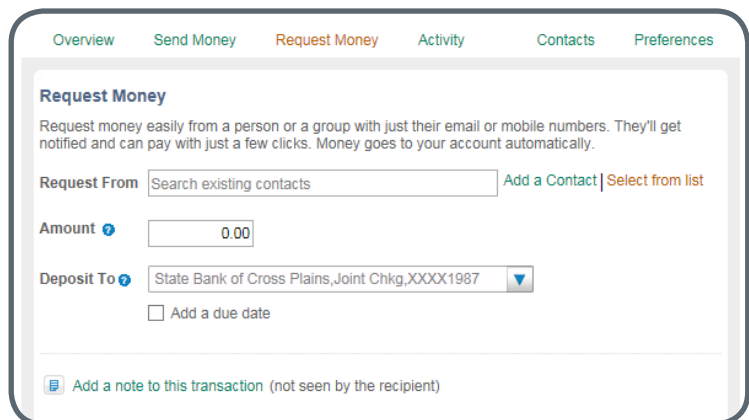 Overview Send Money Request Money Activity Contacts Preferences
Request Money
Request money easily from a person or a group with just their email or mobile numbers. They'll get
notified and can pay with just a few clicks. Money goes to your account automatically.
Request From Search existing contacts Add a Contact | Select from list
Amount ? 0.00
Deposit To ? State Bank of Cross Plains,Joint Chkg,XXXX1987
Add a due date
Add a note to this transaction (not seen by the recipient)